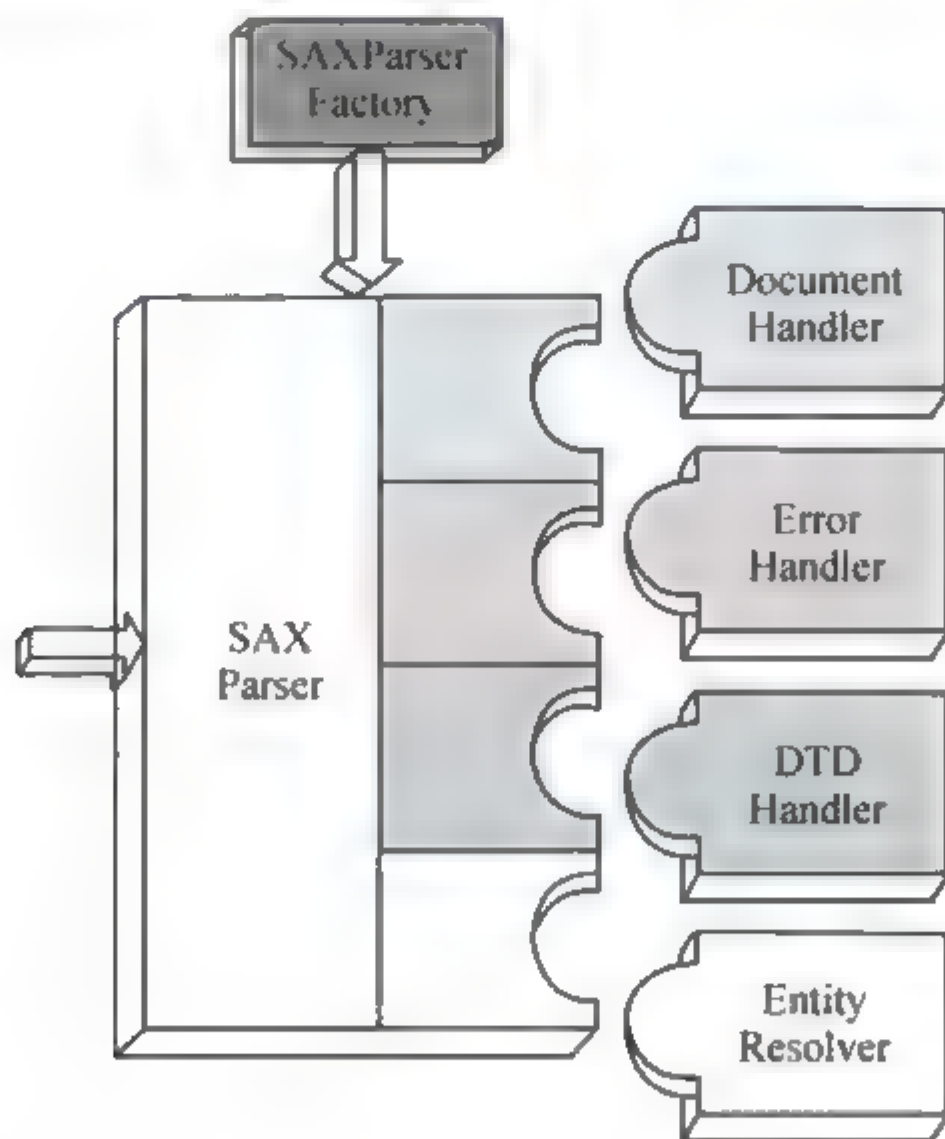 SAXParser
Factory
Document
Handler
Error
Handler
SAX
Parser
DTD
Handler
Entity
Resolver